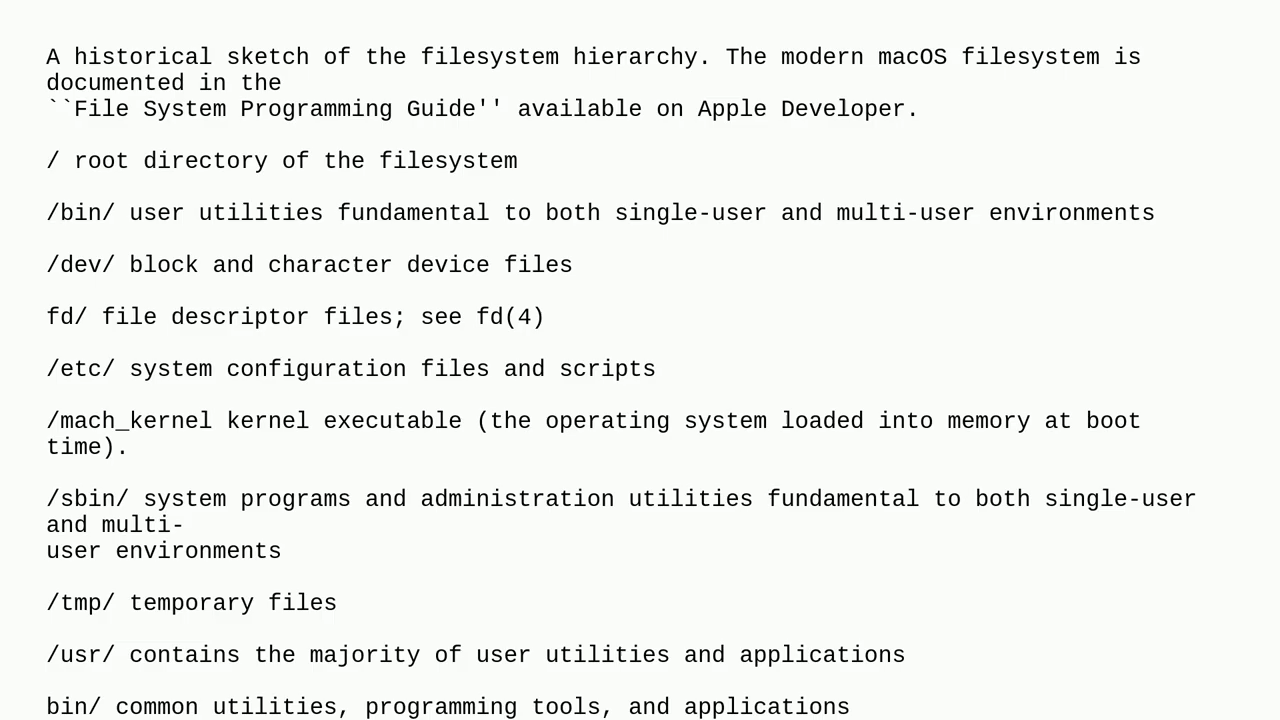 A historical sketch of the filesystem hierarchy. The modern macOS filesystem is
documented in the
``File System Programming Guide'' available on Apple Developer.
/ root directory of the filesystem
/bin/ user utilities fundamental to both single-user and multi-user environments
/dev/ block and character device files
fd/ file descriptor files; see fd(4)
/etc/ system configuration files and scripts
/mach_kernel kernel executable (the operating system loaded into memory at boot
time).
/sbin/ system programs and administration utilities fundamental to both single-user
and multi-
user environments
/tmp/ temporary files
/usr/ contains the majority of user utilities and applications
bin/ common utilities, programming tools, and applications